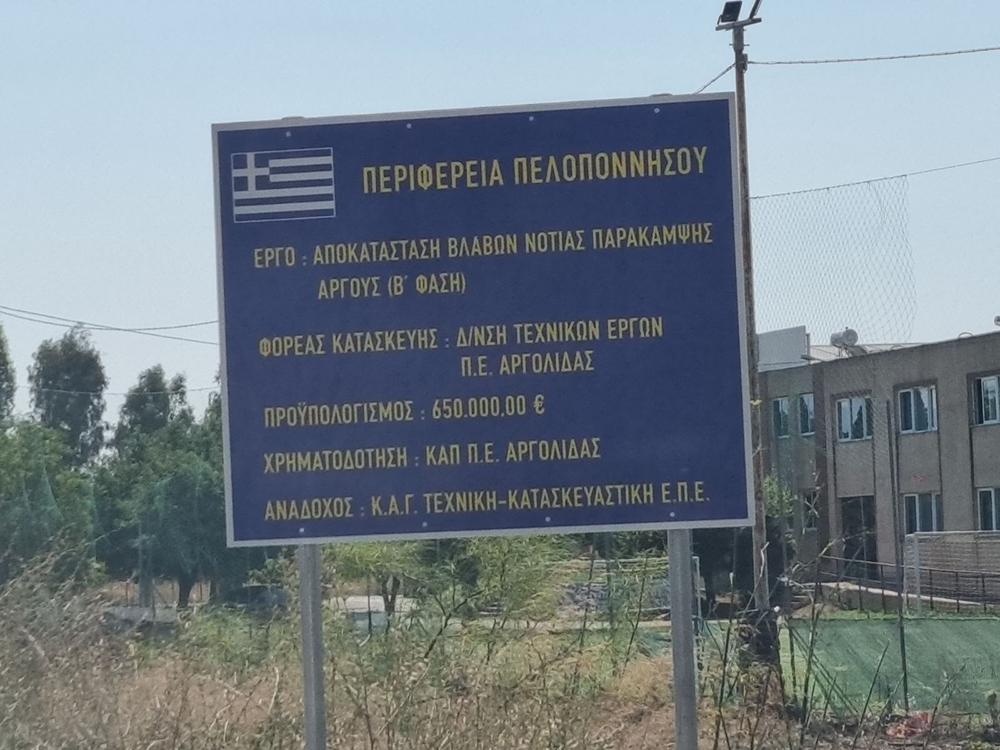 ΠΕΡΙΦΕΡΕΙΑ ΠΕΛΟΠΟΝΝΗΣΟΥ
ΕΡΓΟ : ΑΠΟΚΑΤΑΣΤΑΣΗ ΒΛΑΒΩΝ ΝΟΤΙΑΣ ΠΑΡΑΚΑΜΨΗΣ
ΑΡΓΟΥΣ (Β΄ ΦΑΣΗ)
ΦΟΡΕΑΣ ΚΑΤΑΣΚΕΥΗΣ : Δ/ΝΣΗ ΤΕΧΝΙΚΩΝ ΕΡΓΩΝ
Π.Ε. ΑΡΓΟΛΙΔΑΣ
ΠΡΟΫΠΟΛΟΓΙΣΜΟΣ : 650.000,00 €
ΧΡΗΜΑΤΟΔΟΤΗΣΗ : ΚΑΠ Π.Ε. ΑΡΓΟΛΙΔΑΣ
ΑΝΑΔΟΧΟΣ : Κ.Α.Γ. ΤΕΧΝΙΚΗ-ΚΑΤΑΣΚΕΥΑΣΤΙΚΗ Ε.Π.Ε.